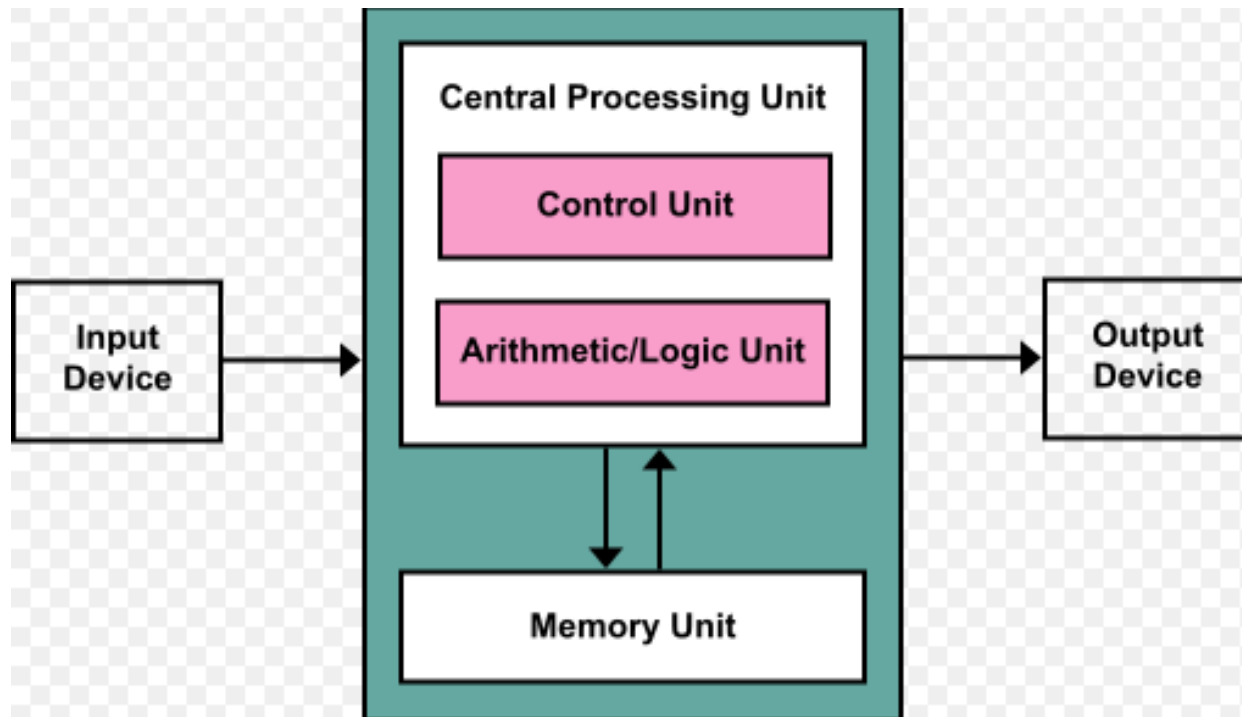 Central Processing Unit
Control Unit
Arithmetic/Logic Unit
Input
Device
Output
Device
Memory Unit